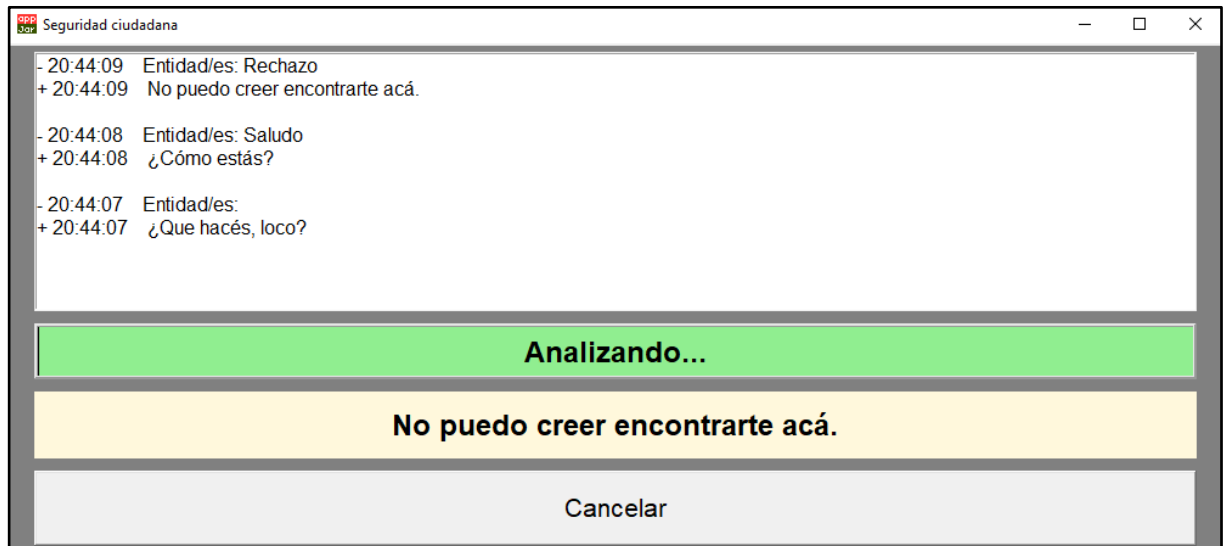 app
Jar
Seguridad ciudadana
- 20:44:09 Entidad/es: Rechazo
+ 20:44:09 No puedo creer encontrarte acá.
- 20:44:08 Entidad/es: Saludo
+ 20:44:08 ¿Cómo estás?
- 20:44:07 Entidad/es:
+ 20:44:07 ¿Que hacés, loco?
Analizando...
No puedo creer encontrarte acá.
Cancelar